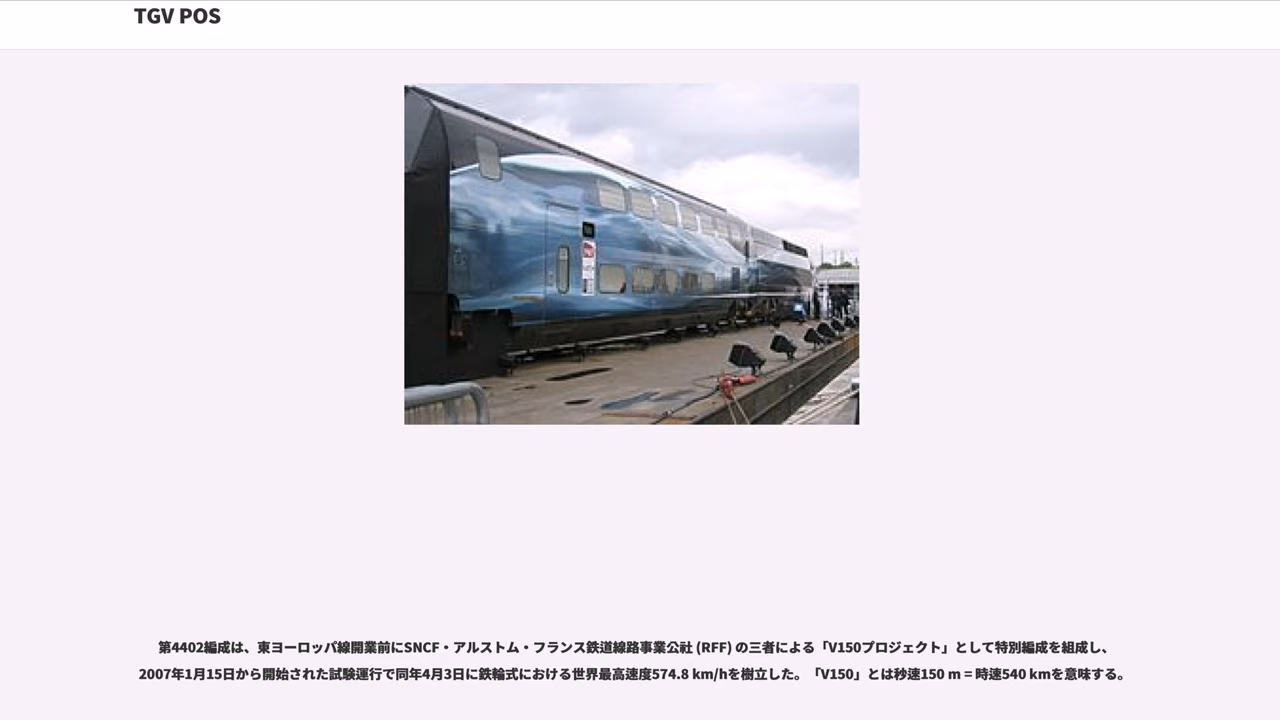 TGV POS
第4402編成は、東ヨーロッパ線開業前にSNCF・アルストム・フランス鉄道線路事業公社 (RFF) の三者による「V150プロジェクト」として特別編成を組成し、
2007年1月15日から開始された試験運行で同年4月3日に鉄輪式における世界最高速度574.8 km/hを樹立した。「V150」とは秒速150 m = 時速540 kmを意味する。